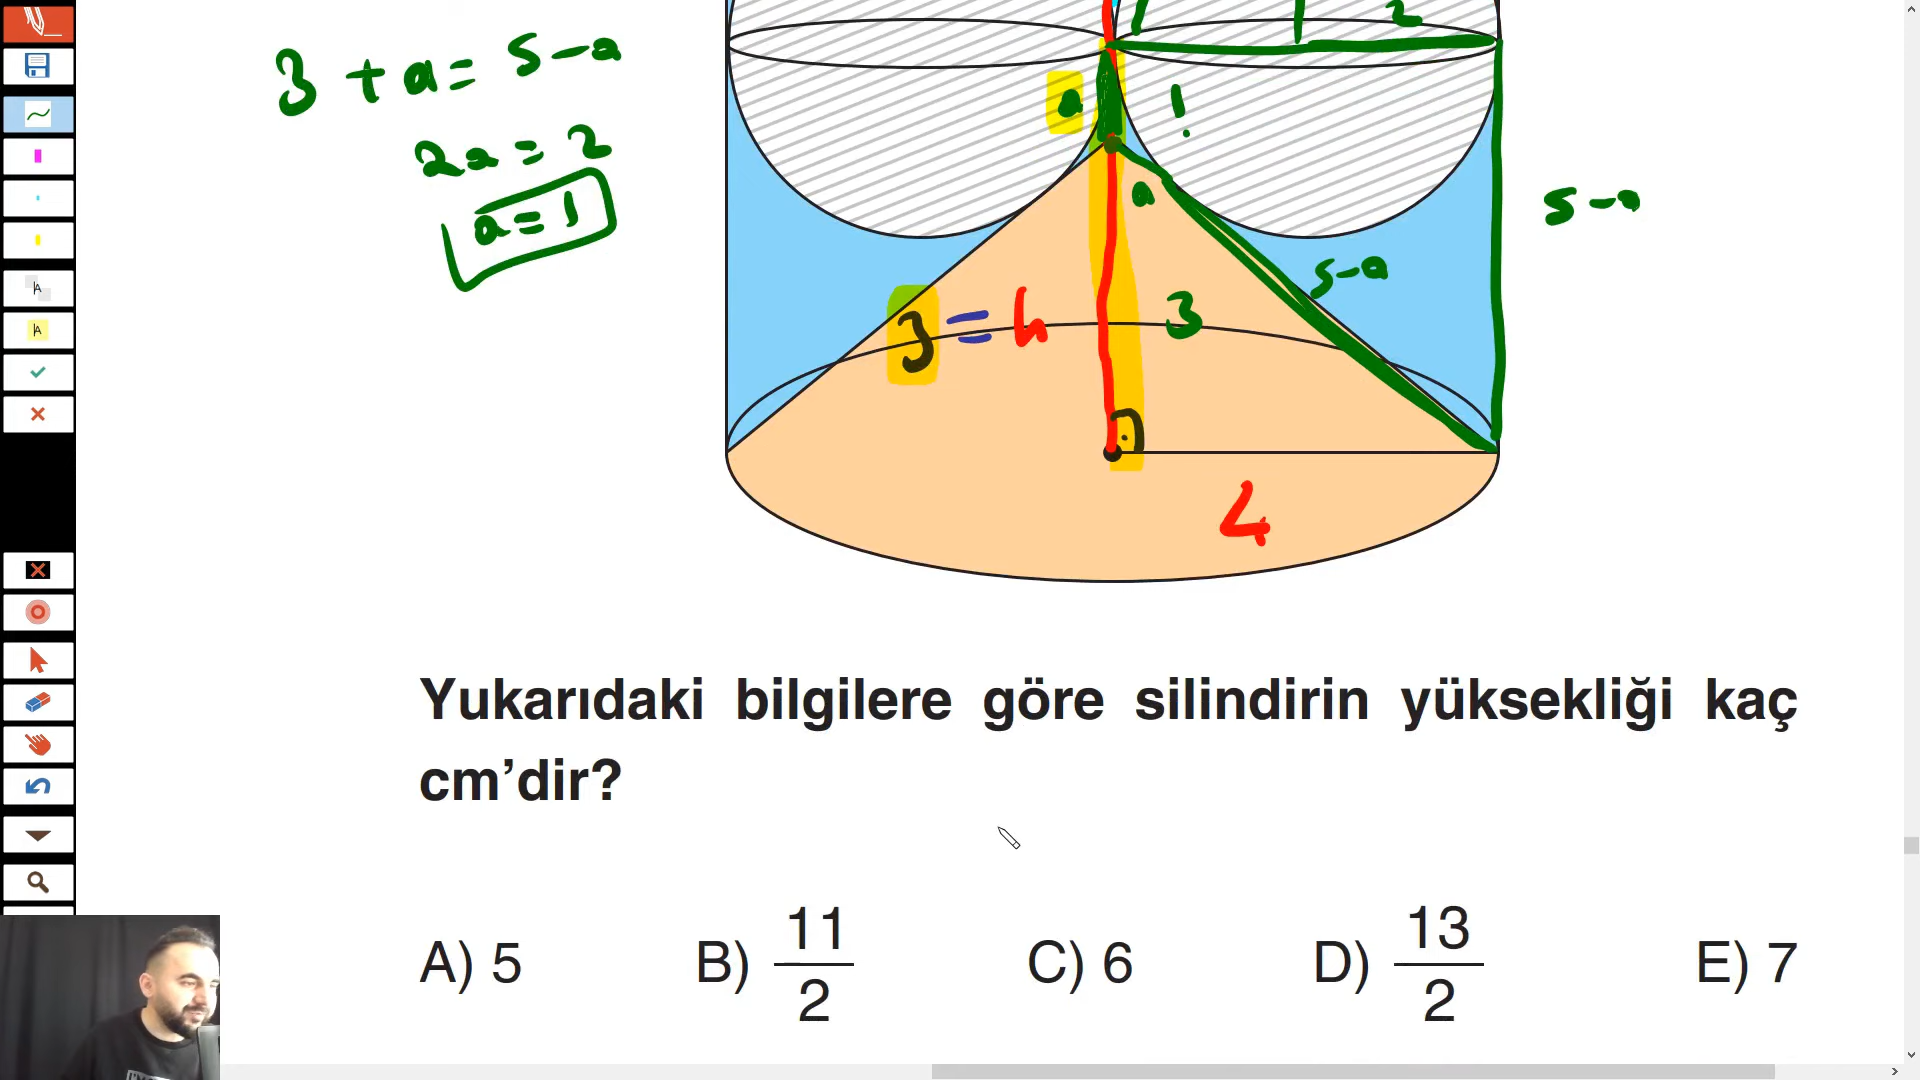 2
3 + a = 5 - a
a
1
2a = 2
a
5 - a
a = 1
5 - a
3 = h
3
4
Yukarıdaki bilgilere göre silindirin yüksekliği kaç
cm’dir?
A) 5 B) 11/2 C) 6 D) 13/2 E) 7